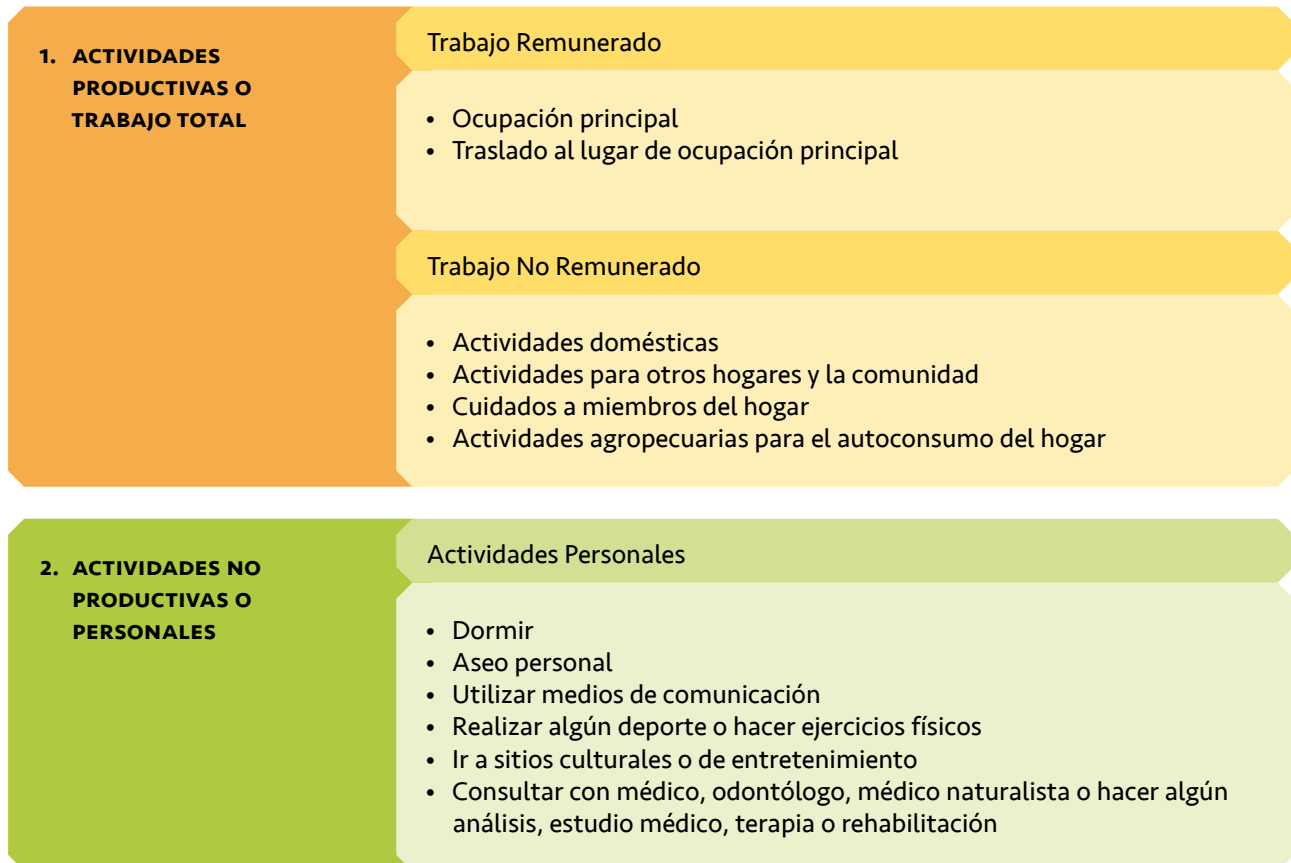 1. ACTIVIDADES
PRODUCTIVAS O
TRABAJO TOTAL
Trabajo Remunerado
• Ocupación principal
• Traslado al lugar de ocupación principal
Trabajo No Remunerado
• Actividades domésticas
• Actividades para otros hogares y la comunidad
• Cuidados a miembros del hogar
• Actividades agropecuarias para el autoconsumo del hogar
2. ACTIVIDADES NO
PRODUCTIVAS O
PERSONALES
Actividades Personales
• Dormir
• Aseo personal
• Utilizar medios de comunicación
• Realizar algún deporte o hacer ejercicios físicos
• Ir a sitios culturales o de entretenimiento
• Consultar con médico, odontólogo, médico naturalista o hacer algún
análisis, estudio médico, terapia o rehabilitación